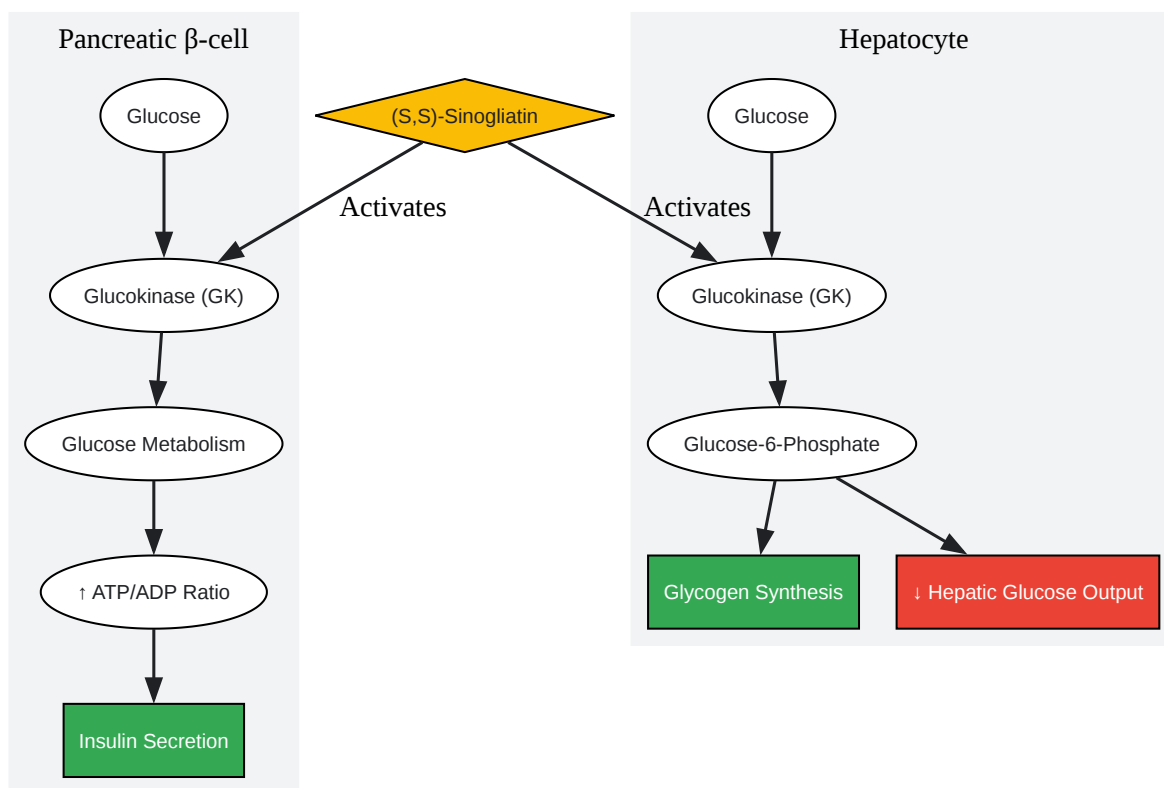 Pancreatic β-cell
Glucose
Glucokinase (GK)
Glucose Metabolism
↑ ATP/ADP Ratio
Insulin Secretion
(S,S)-Sinogliatin
Activates
Activates
Hepatocyte
Glucose
Glucokinase (GK)
Glucose-6-Phosphate
Glycogen Synthesis
↓ Hepatic Glucose Output